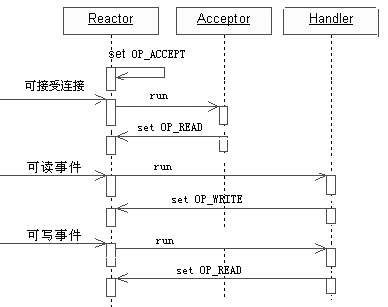 Reactor Acceptor Handler
set OP_ACCEPT
可接受连接
run
set OP_READ
可读事件
run
set OP_WRITE
可写事件
run
set OP_READ